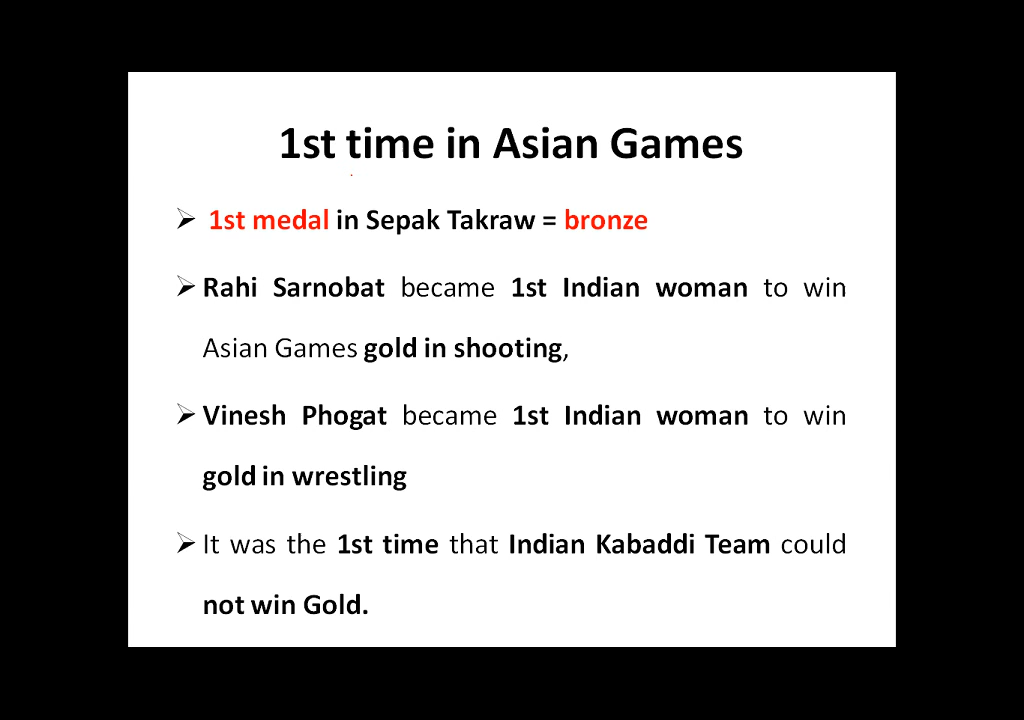 1st time in Asian Games
➢ 1st medal in Sepak Takraw = bronze
➢ Rahi Sarnobat became 1st Indian woman to win
Asian Games gold in shooting,
➢ Vinesh Phogat became 1st Indian woman to win
gold in wrestling
➢ It was the 1st time that Indian Kabaddi Team could
not win Gold.